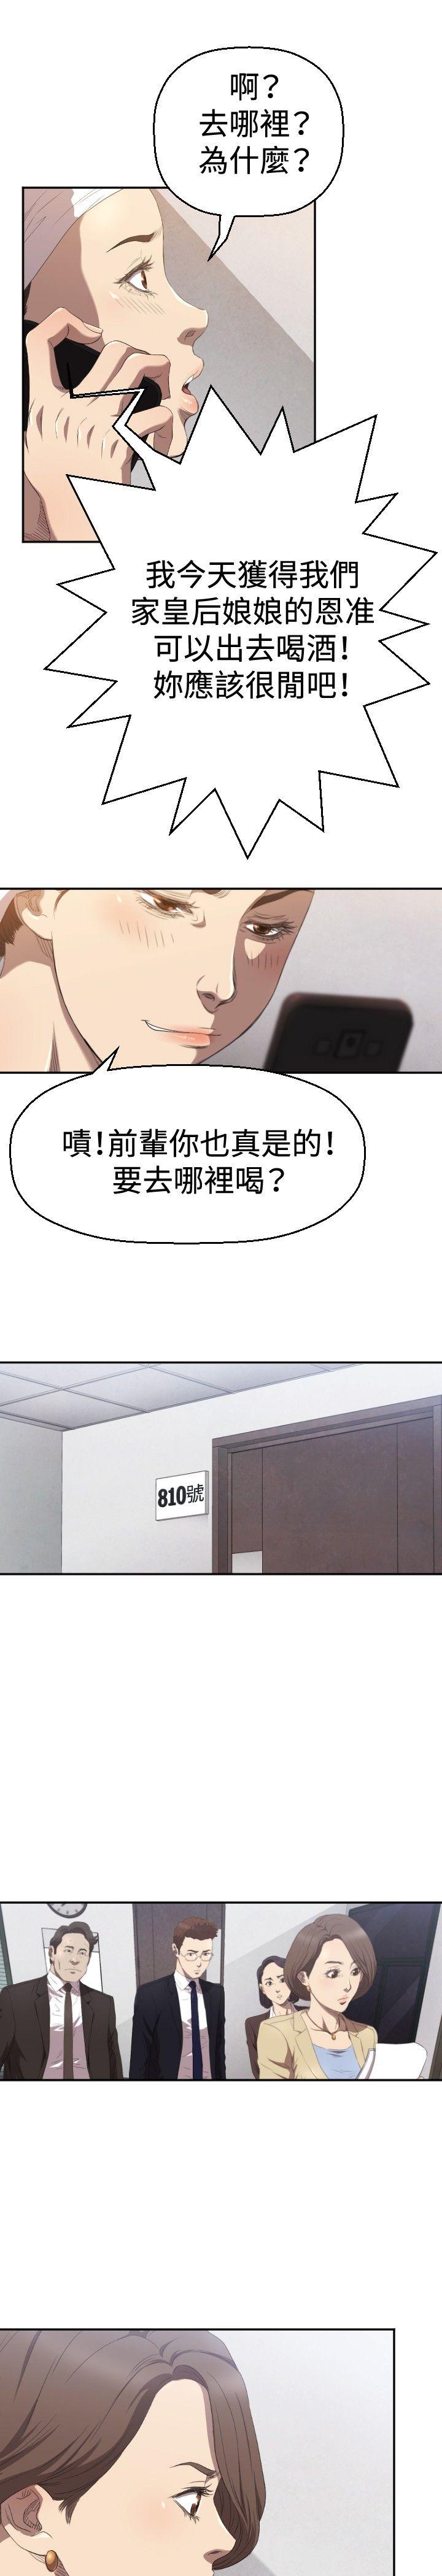 啊？
去哪裡？
為什麼？
我今天獲得我們
家皇后娘娘的恩准
可以出去喝酒！
妳應該很閒吧！
嘖！前輩你也真是的！
要去哪裡喝？
810號